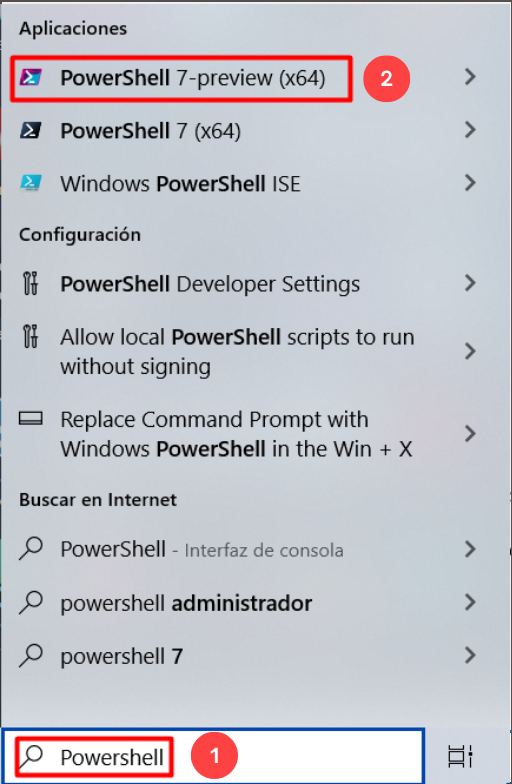 Aplicaciones
PowerShell 7-preview (x64)
2
PowerShell 7 (x64)
Windows PowerShell ISE
Configuración
PowerShell Developer Settings
Allow local PowerShell scripts to run
without signing
Replace Command Prompt with
Windows PowerShell in the Win + X
Buscar en Internet
PowerShell - Interfaz de consola
powershell administrador
powershell 7
Powershell
1